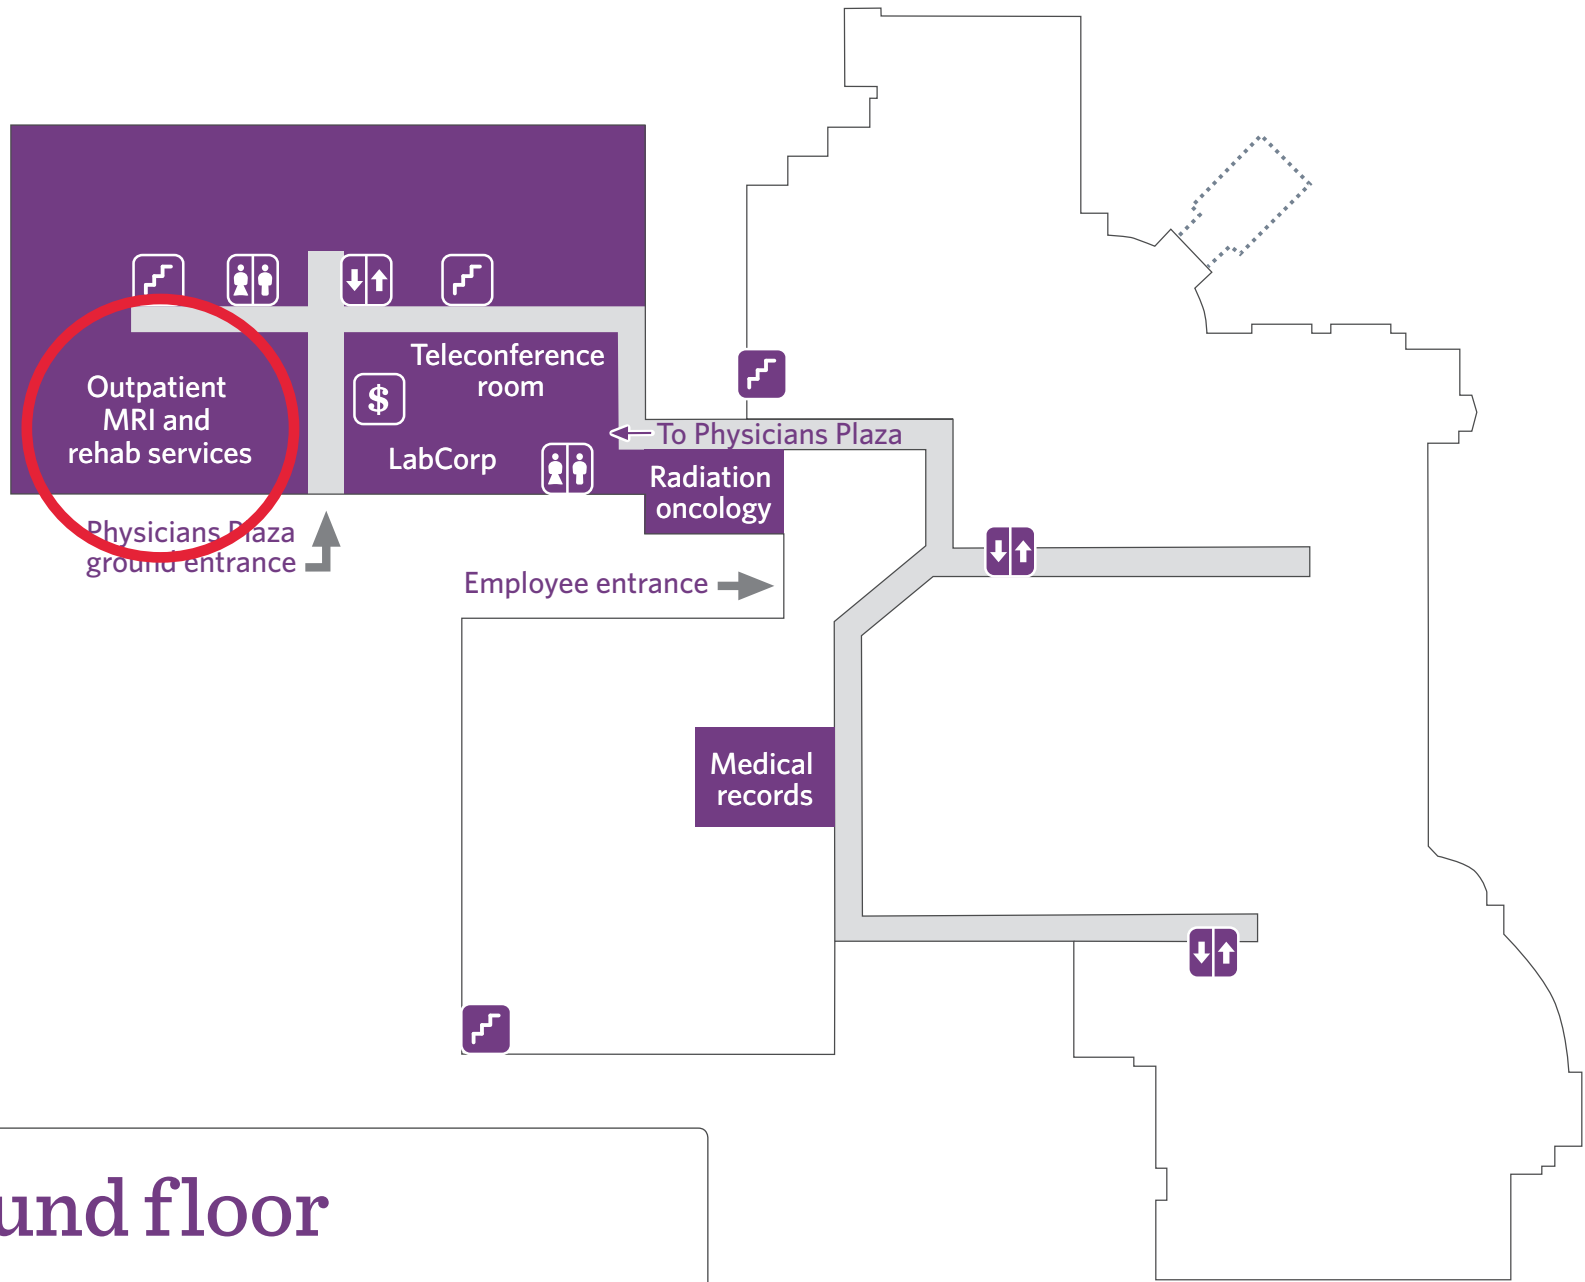 Outpatient
MRI and
rehab services
Teleconference
room
$
LabCorp
To Physicians Plaza
Radiation
oncology
Physicians Plaza
ground entrance
Employee entrance
Medical
records
und floor